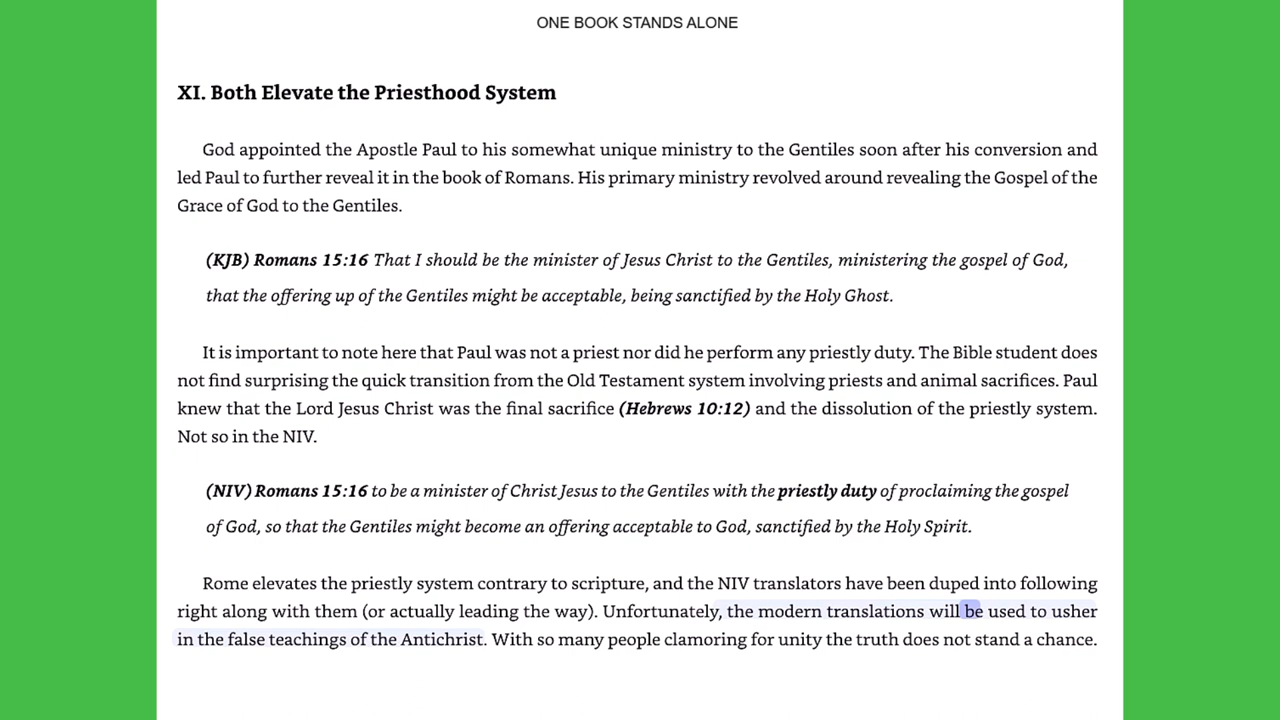 ONE BOOK STANDS ALONE
XI. Both Elevate the Priesthood System
God appointed the Apostle Paul to his somewhat unique ministry to the Gentiles soon after his conversion and
led Paul to further reveal it in the book of Romans. His primary ministry revolved around revealing the Gospel of the
Grace of God to the Gentiles.
(KJB) Romans 15:16 That I should be the minister of Jesus Christ to the Gentiles, ministering the gospel of God,
that the offering up of the Gentiles might be acceptable, being sanctified by the Holy Ghost.
It is important to note here that Paul was not a priest nor did he perform any priestly duty. The Bible student does
not find surprising the quick transition from the Old Testament system involving priests and animal sacrifices. Paul
knew that the Lord Jesus Christ was the final sacrifice (Hebrews 10:12) and the dissolution of the priestly system.
Not so in the NIV.
(NIV) Romans 15:16 to be a minister of Christ Jesus to the Gentiles with the priestly duty of proclaiming the gospel
of God, so that the Gentiles might become an offering acceptable to God, sanctified by the Holy Spirit.
Rome elevates the priestly system contrary to scripture, and the NIV translators have been duped into following
right along with them (or actually leading the way). Unfortunately, the modern translations will be used to usher
in the false teachings of the Antichrist. With so many people clamoring for unity the truth does not stand a chance.